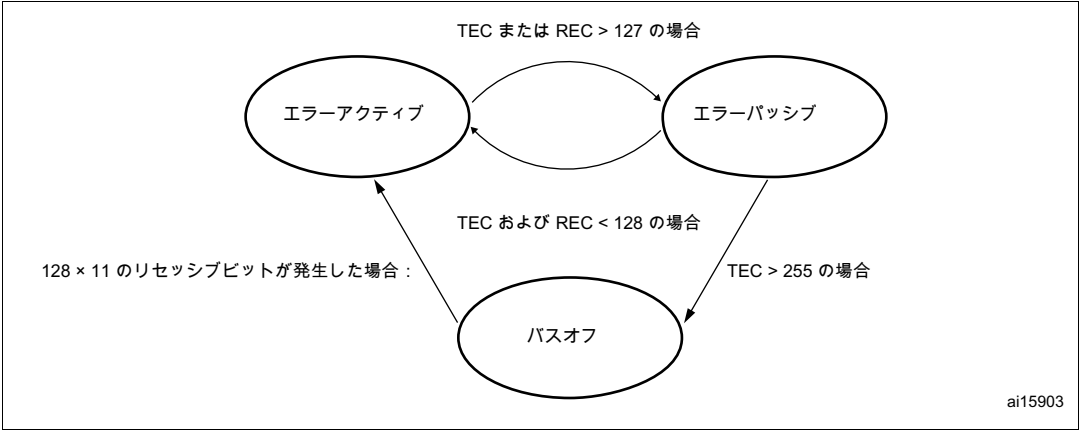 TEC または REC > 127 の場合
エラーアクティブ
エラーパッシブ
TEC および REC < 128 の場合
128 × 11 のリセッシブビットが発生した場合 :
TEC > 255 の場合
バスオフ
ai15903